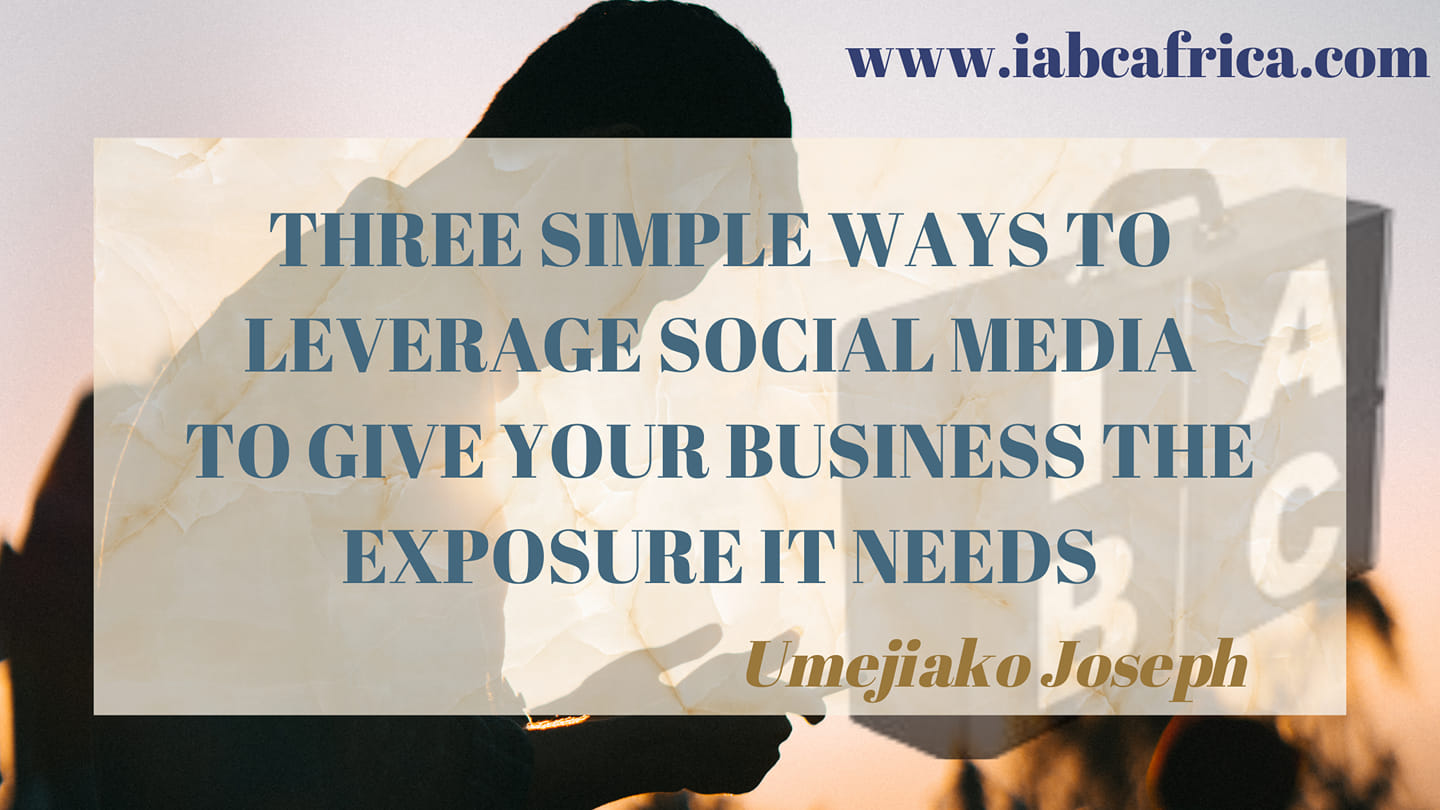 www.iabcafrica.com
THREE SIMPLE WAYS TO
LEVERAGE SOCIAL MEDIA
TO GIVE YOUR BUSINESS THE
EXPOSURE IT NEEDS
Umejiako Joseph
I A
B C